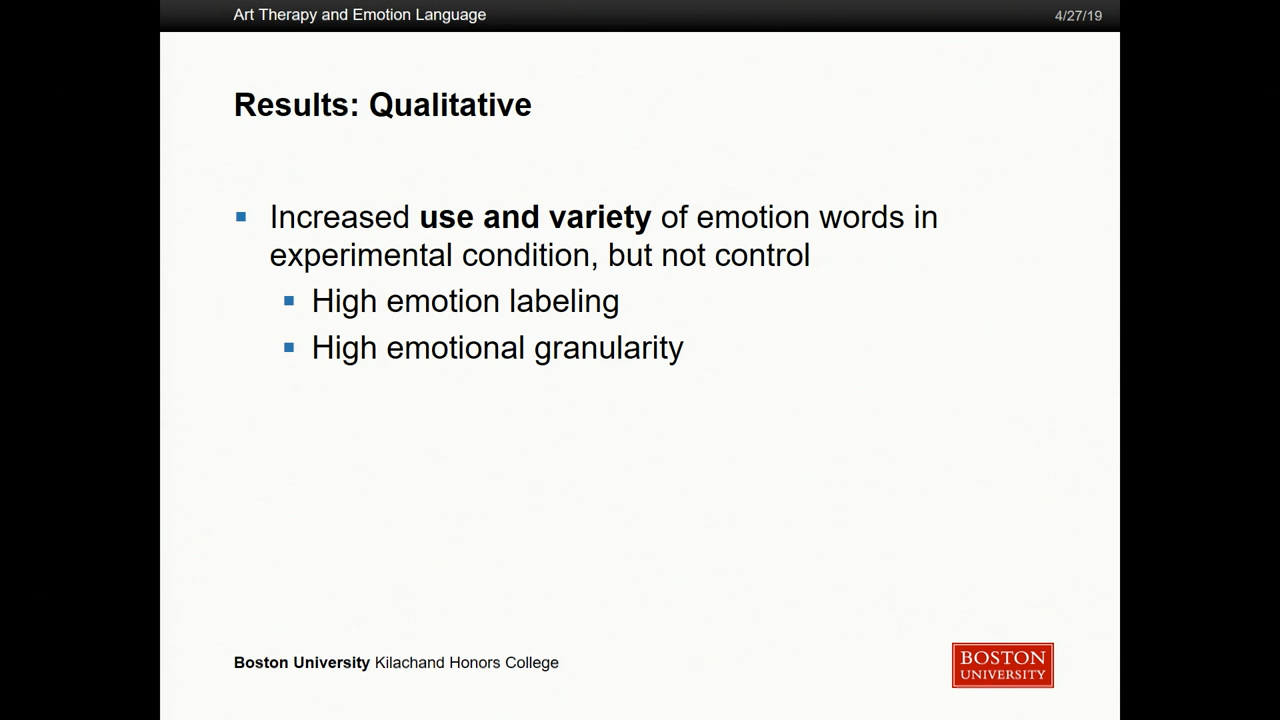 Art Therapy and Emotion Language
4/27/19
Results: Qualitative
Increased use and variety of emotion words in
experimental condition, but not control
High emotion labeling
High emotional granularity
Boston University Kilachand Honors College
BOSTON
UNIVERSITY